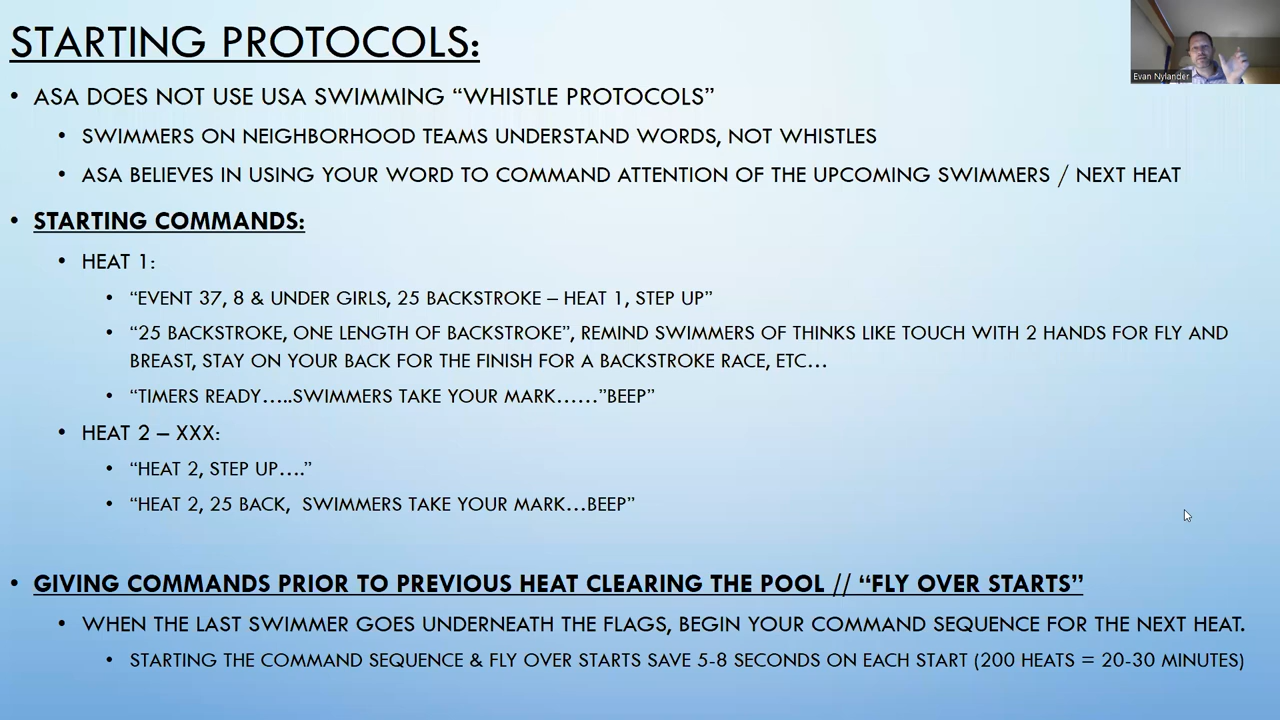 STARTING PROTOCOLS:
Evan Nylander
• ASA DOES NOT USE USA SWIMMING “WHISTLE PROTOCOLS”
• SWIMMERS ON NEIGHBORHOOD TEAMS UNDERSTAND WORDS, NOT WHISTLES
• ASA BELIEVES IN USING YOUR WORD TO COMMAND ATTENTION OF THE UPCOMING SWIMMERS / NEXT HEAT
• STARTING COMMANDS:
• HEAT 1:
• “EVENT 37, 8 & UNDER GIRLS, 25 BACKSTROKE – HEAT 1, STEP UP”
• “25 BACKSTROKE, ONE LENGTH OF BACKSTROKE”, REMIND SWIMMERS OF THINKS LIKE TOUCH WITH 2 HANDS FOR FLY AND
BREAST, STAY ON YOUR BACK FOR THE FINISH FOR A BACKSTROKE RACE, ETC…
• “TIMERS READY…..SWIMMERS TAKE YOUR MARK……”BEEP”
• HEAT 2 – XXX:
• “HEAT 2, STEP UP….”
• “HEAT 2, 25 BACK,  SWIMMERS TAKE YOUR MARK…BEEP”
• GIVING COMMANDS PRIOR TO PREVIOUS HEAT CLEARING THE POOL // “FLY OVER STARTS”
• WHEN THE LAST SWIMMER GOES UNDERNEATH THE FLAGS, BEGIN YOUR COMMAND SEQUENCE FOR THE NEXT HEAT.
• STARTING THE COMMAND SEQUENCE & FLY OVER STARTS SAVE 5-8 SECONDS ON EACH START (200 HEATS = 20-30 MINUTES)